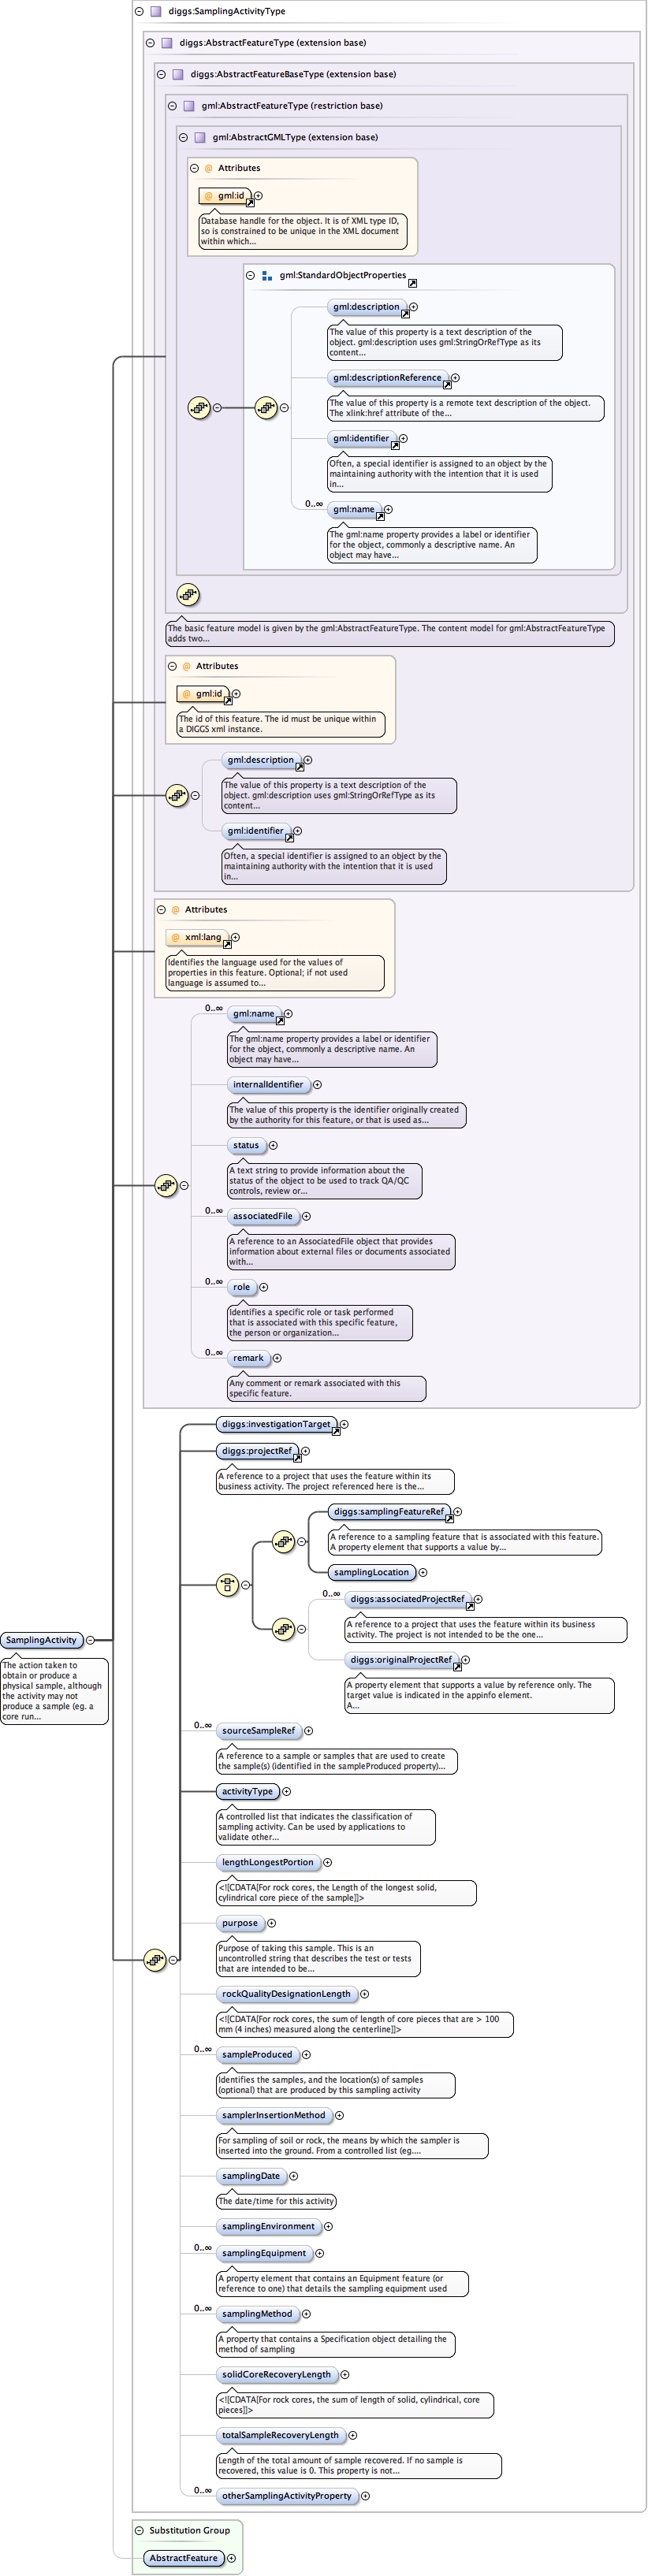 diggs:SamplingActivityType
diggs:AbstractFeatureType (extension base)
diggs:AbstractFeatureBaseType (extension base)
gml:AbstractFeatureType (restriction base)
gml:AbstractGMLType (extension base)
@ Attributes
@ gml:id
Database handle for the object. It is of XML type ID,
so is constrained to be unique in the XML document
within which...
gml:StandardObjectProperties
gml:description
The value of this property is a text description of the
object. gml:description uses gml:StringOrRefType as its
content...
gml:descriptionReference
The value of this property is a remote text description of the object.
The xlink:href attribute of the...
gml:identifier
Often, a special identifier is assigned to an object by the
maintaining authority with the intention that it is used
in...
0..∞
gml:name
The gml:name property provides a label or identifier
for the object, commonly a descriptive name. An
object may have...
The basic feature model is given by the gml:AbstractFeatureType. The content model for gml:AbstractFeatureType
adds two...
@ Attributes
@ gml:id
The id of this feature. The id must be unique within
a DIGGS xml instance.
gml:description
The value of this property is a text description of the
object. gml:description uses gml:StringOrRefType as its
content...
gml:identifier
Often, a special identifier is assigned to an object by the
maintaining authority with the intention that it is used
in...
@ Attributes
@ xml:lang
Identifies the language used for the values of
properties in this feature. Optional; if not used
language is assumed to...
0..∞
gml:name
The gml:name property provides a label or identifier
for the object, commonly a descriptive name. An
object may have...
internalIdentifier
The value of this property is the identifier originally created
by the authority for this feature, or that is used as...
status
A text string to provide information about the
status of the object to be used to track QA/QC
controls, review or...
0..∞
associatedFile
A reference to an AssociatedFile object that provides
information about external files or documents associated
with...
0..∞
role
Identifies a specific role or task performed
that is associated with this specific feature,
the person or organization...
0..∞
remark
Any comment or remark associated with this
specific feature.
diggs:investigationTarget
diggs:projectRef
A reference to a project that uses the feature within its
business activity. The project referenced here is the...
diggs:samplingFeatureRef
A reference to a sampling feature that is associated with this feature.
A property element that supports a value by...
samplingLocation
0..∞
diggs:associatedProjectRef
A reference to a project that uses the feature within its business
activity. The project is not intended to be the one...
diggs:originalProjectRef
A property element that supports a value by reference only. The
target value is indicated in the appinfo element.
A...
SamplingActivity
The action taken to
obtain or produce a
physical sample, although
the activity may not
produce a sample (eg. a
core run...
0..∞
sourceSampleRef
A reference to a sample or samples that are used to create
the sample(s) (identified in the sampleProduced property)...
activityType
A controlled list that indicates the classification of
sampling activity. Can be used by applications to
validate other...
lengthLongestPortion
<![CDATA[For rock cores, the Length of the longest solid,
cylindrical core piece of the sample]]>
purpose
Purpose of taking this sample. This is an
uncontrolled string that describes the test or tests
that are intended to be...
rockQualityDesignationLength
<![CDATA[For rock cores, the sum of length of core pieces that are > 100
mm (4 inches) measured along the centerline]]>
0..∞
sampleProduced
Identifies the samples, and the location(s) of samples
(optional) that are produced by this sampling activity
samplerInsertionMethod
For sampling of soil or rock, the means by which the sampler is
inserted into the ground. From a controlled list (eg....
samplingDate
The date/time for this activity
samplingEnvironment
0..∞
samplingEquipment
A property element that contains an Equipment feature (or
reference to one) that details the sampling equipment used
0..∞
samplingMethod
A property that contains a Specification object detailing the
method of sampling
solidCoreRecoveryLength
<![CDATA[For rock cores, the sum of length of solid, cylindrical, core
pieces]]>
totalSampleRecoveryLength
Length of the total amount of sample recovered. If no sample is
recovered, this value is 0. This property is not...
0..∞
otherSamplingActivityProperty
Substitution Group
AbstractFeature